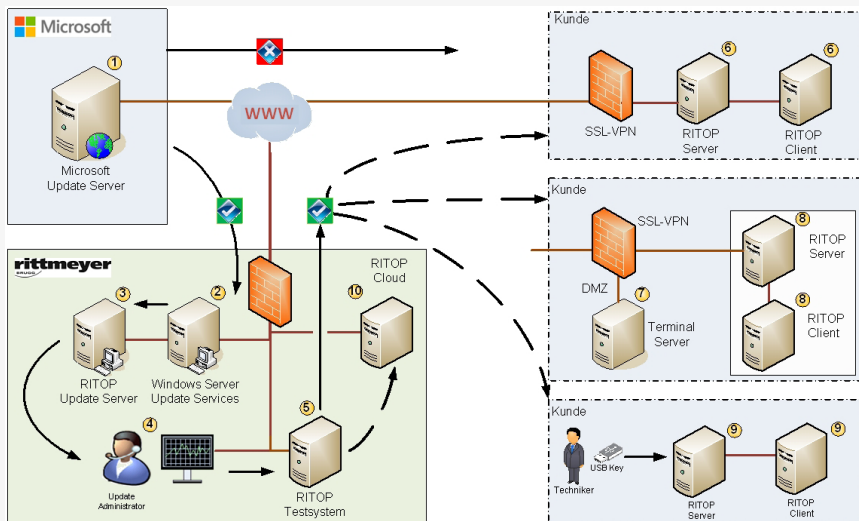 Microsoft
1
Microsoft
Update Server
WWW
Kunde
SSL-VPN
6
RITOP
Server
6
RITOP
Client
Kunde
SSL-VPN
DMZ
7
Terminal
Server
8
RITOP
Server
8
RITOP
Client
rittmeyer
BRUGG
3
RITOP
Update Server
2
Windows Server
Update Services
RITOP
Cloud
10
4
Update
Administrator
5
RITOP
Testsystem
Kunde
Techniker
USB Key
9
RITOP
Server
9
RITOP
Client